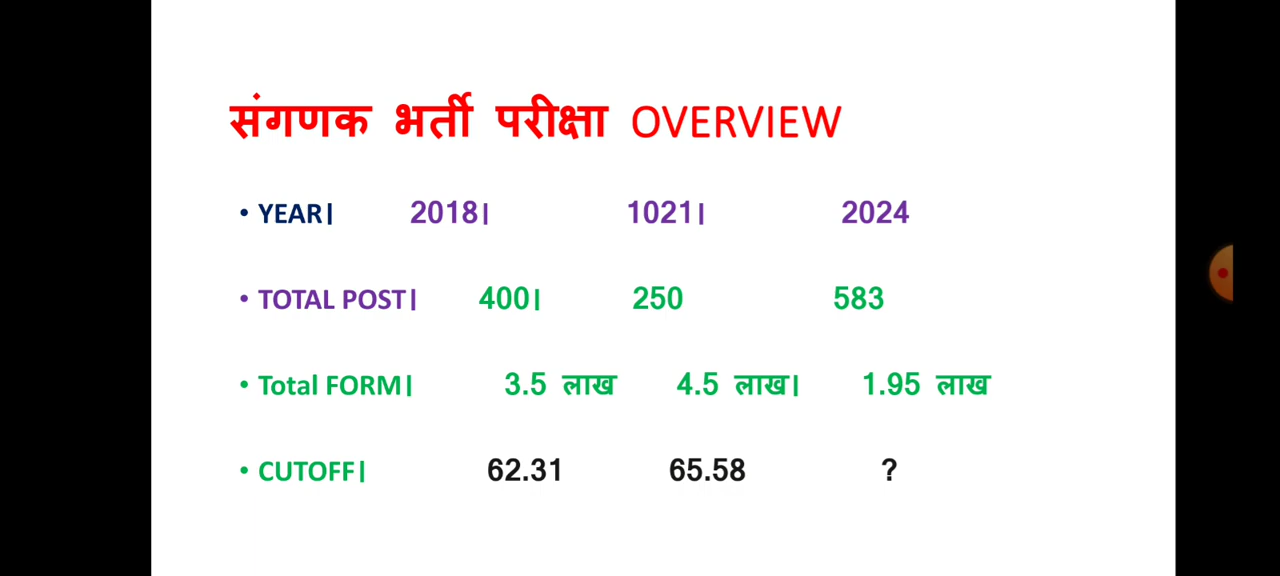 संगणक भर्ती परीक्षा OVERVIEW
• YEAR| 2018| 1021| 2024
• TOTAL POST| 400| 250 583
• Total FORM| 3.5 लाख 4.5 लाख| 1.95 लाख
• CUTOFF| 62.31 65.58 ?